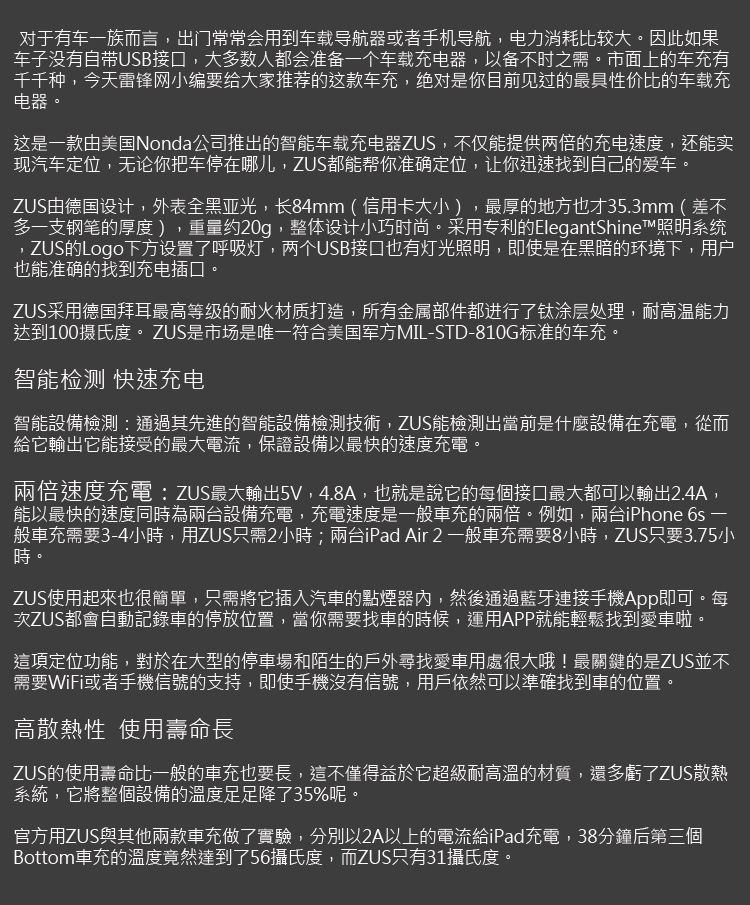 对于有车一族而言，出门常常会用到车载导航器或者手机导航，电力消耗比较大。因此如果
车子没有自带USB接口，大多数人都会准备一个车载充电器，以备不时之需。市面上的车充有
千千种，今天雷锋网小编要给大家推荐的这款车充，绝对是你目前见过的最具性价比的车载充
电器。
这是一款由美国Nonda公司推出的智能车载充电器ZUS，不仅能提供两倍的充电速度，还能实
现汽车定位，无论你把车停在哪儿，ZUS都能帮你准确定位，让你迅速找到自己的爱车。
ZUS由德国设计，外表全黑亚光，长84mm（信用卡大小），最厚的地方也才35.3mm（差不
多一支钢笔的厚度），重量约20g，整体设计小巧时尚。采用专利的ElegantShine™照明系统
，ZUS的Logo下方设置了呼吸灯，两个USB接口也有灯光照明，即使是在黑暗的环境下，用户
也能准确的找到充电插口。
ZUS采用德国拜耳最高等级的耐火材质打造，所有金属部件都进行了钛涂层处理，耐高温能力
达到100摄氏度。 ZUS是市场是唯一符合美国军方MIL-STD-810G标准的车充。
智能检测 快速充电
智能設備檢測：通過其先進的智能設備檢測技術，ZUS能檢測出當前是什麼設備在充電，從而
給它輸出它能接受的最大電流，保證設備以最快的速度充電。
兩倍速度充電：ZUS最大輸出5V，4.8A，也就是說它的每個接口最大都可以輸出2.4A，
能以最快的速度同時為兩台設備充電，充電速度是一般車充的兩倍。例如，兩台iPhone 6s 一
般車充需要3-4小時，用ZUS只需2小時；兩台iPad Air 2 一般車充需要8小時，ZUS只要3.75小
時。
ZUS使用起來也很簡單，只需將它插入汽車的點煙器內，然後通過藍牙連接手機App即可。每
次ZUS都會自動記錄車的停放位置，當你需要找車的時候，運用APP就能輕鬆找到愛車啦。
這項定位功能，對於在大型的停車場和陌生的戶外尋找愛車用處很大哦！最關鍵的是ZUS並不
需要WiFi或者手機信號的支持，即使手機沒有信號，用戶依然可以準確找到車的位置。
高散熱性  使用壽命長
ZUS的使用壽命比一般的車充也要長，這不僅得益於它超級耐高溫的材質，還多虧了ZUS散熱
系統，它將整個設備的溫度足足降了35%呢。
官方用ZUS與其他兩款車充做了實驗，分別以2A以上的電流給iPad充電，38分鐘后第三個
Bottom車充的溫度竟然達到了56攝氏度，而ZUS只有31攝氏度。